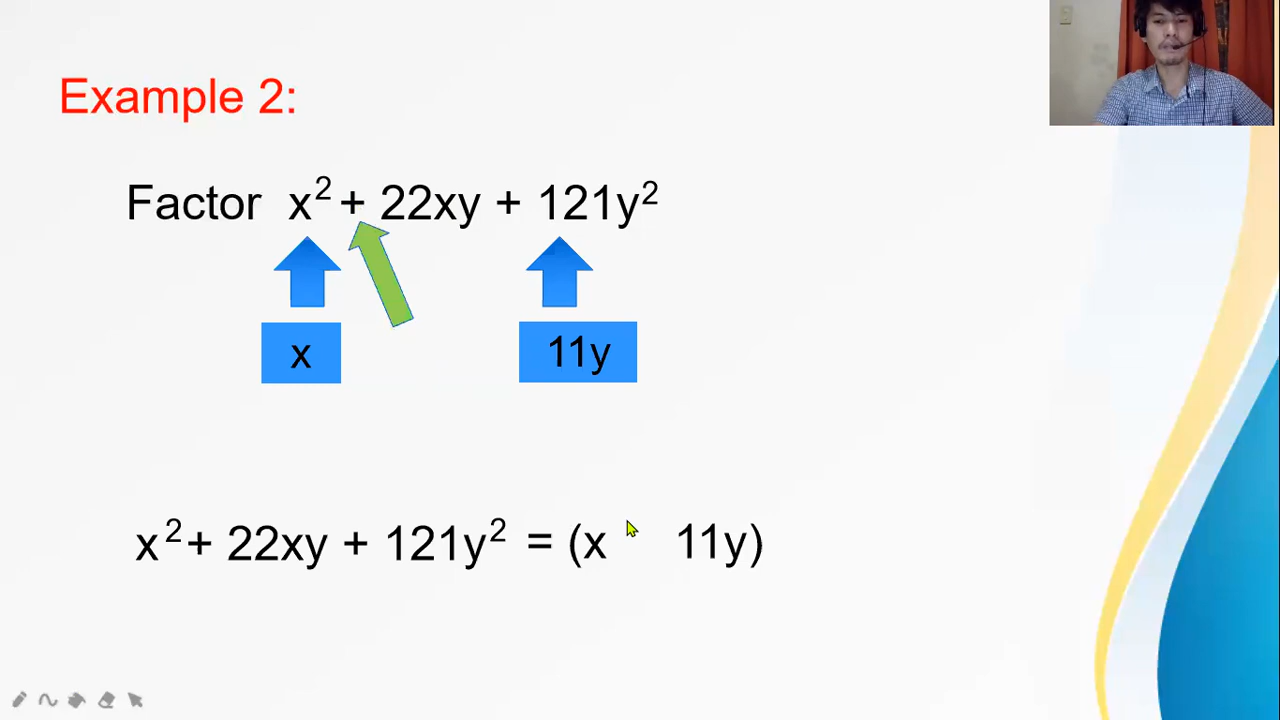 Example 2:
Factor x² + 22xy + 121y²
x
11y
x² + 22xy + 121y² = (x 11y)